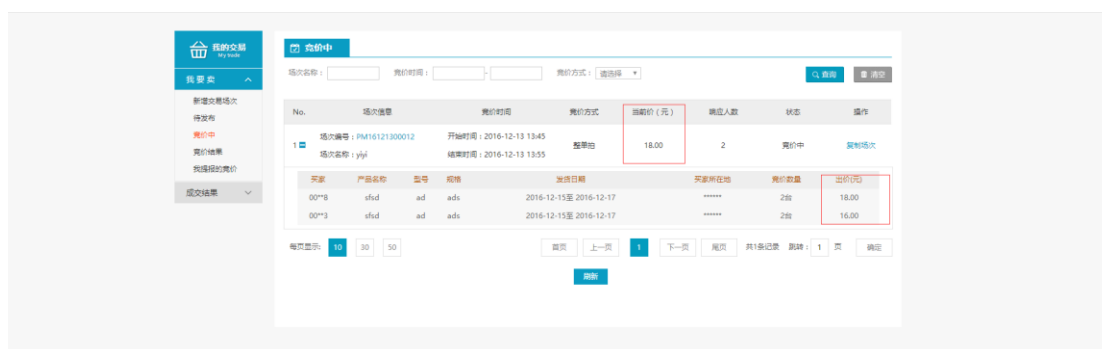 我的交易
My trade
我要卖
新增交易场次
待发布
竞价中
竞价结果
我提报的竞价
成交结果
竞价中
场次名称： 竞价时间： - 竞价方式： 请选择 查询 清空
No. 场次信息 竞价时间 竞价方式 当前价（元） 响应人数 状态 操作
场次编号：PM16121300012 开始时间：2016-12-13 13:45
1 整单拍 18.00 2 竞价中 复制场次
场次名称：yiyi 结束时间：2016-12-13 13:55
买家 产品名称 型号 规格 发货日期 买家所在地 竞价数量 出价(元)
00**8 sfsd ad ads 2016-12-15至 2016-12-17 ****** 2台 18.00
00**3 sfsd ad ads 2016-12-15至 2016-12-17 ****** 2台 16.00
每页显示: 10 30 50 首页 上一页 1 下一页 尾页 共1条记录 跳转： 1 页 确定
刷新